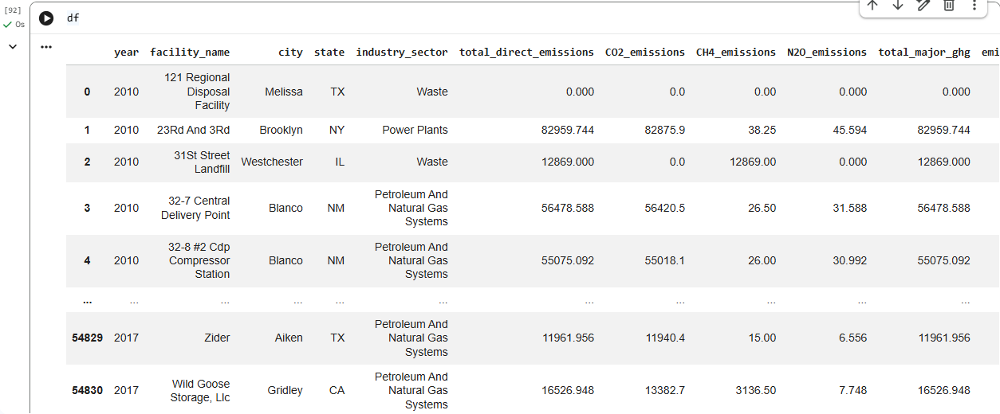 [92]
0s
df
year facility_name city state industry_sector total_direct_emissions CO2_emissions CH4_emissions N2O_emissions total_major_ghg emi
0 2010 121 Regional Disposal Facility Melissa TX Waste 0.000 0.0 0.00 0.000 0.000
1 2010 23Rd And 3Rd Brooklyn NY Power Plants 82959.744 82875.9 38.25 45.594 82959.744
2 2010 31St Street Landfill Westchester IL Waste 12869.000 0.0 12869.00 0.000 12869.000
3 2010 32-7 Central Delivery Point Blanco NM Petroleum And Natural Gas Systems 56478.588 56420.5 26.50 31.588 56478.588
4 2010 32-8 #2 Cdp Compressor Station Blanco NM Petroleum And Natural Gas Systems 55075.092 55018.1 26.00 30.992 55075.092
... ... ... ... ... ... ... ... ... ... ...
54829 2017 Zider Aiken TX Petroleum And Natural Gas Systems 11961.956 11940.4 15.00 6.556 11961.956
54830 2017 Wild Goose Storage, Llc Gridley CA Petroleum And Natural Gas Systems 16526.948 13382.7 3136.50 7.748 16526.948